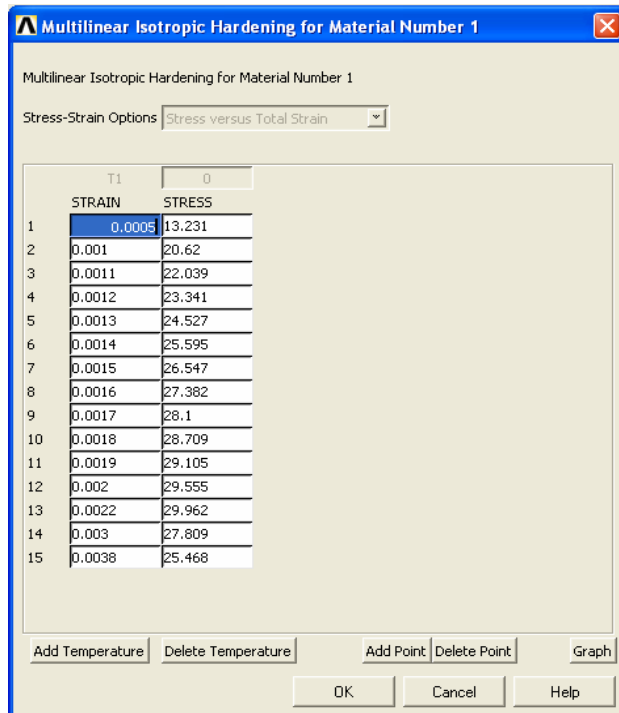 Multilinear Isotropic Hardening for Material Number 1
Multilinear Isotropic Hardening for Material Number 1
Stress-Strain Options Stress versus Total Strain
T1 0
STRAIN STRESS
1 0.0005 13.231
2 0.001 20.62
3 0.0011 22.039
4 0.0012 23.341
5 0.0013 24.527
6 0.0014 25.595
7 0.0015 26.547
8 0.0016 27.382
9 0.0017 28.1
10 0.0018 28.709
11 0.0019 29.105
12 0.002 29.555
13 0.0022 29.962
14 0.003 27.809
15 0.0038 25.468
Add Temperature Delete Temperature Add Point Delete Point Graph
OK Cancel Help